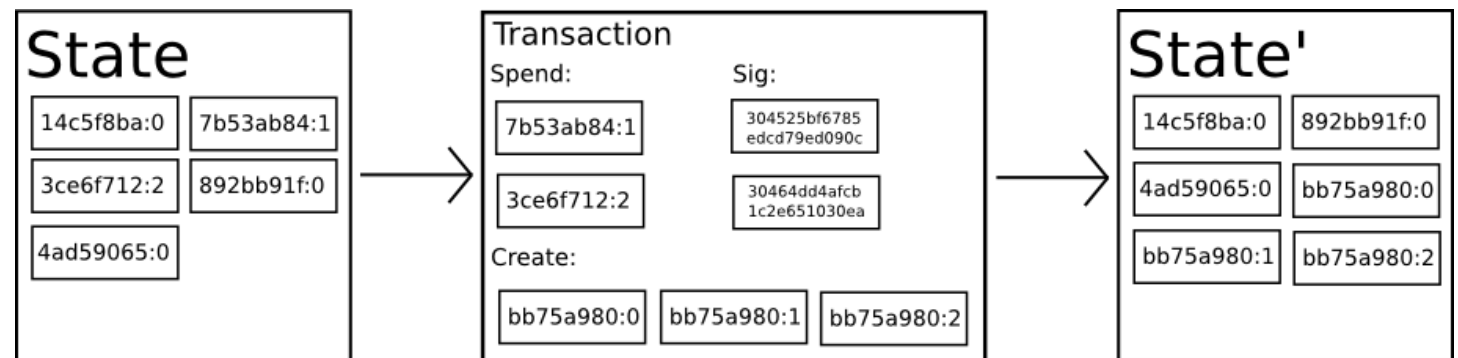 State
14c5f8ba:0 7b53ab84:1
3ce6f712:2 892bb91f:0
4ad59065:0
Transaction
Spend: Sig:
7b53ab84:1
304525bf6785
edcd79ed090c
3ce6f712:2
30464dd4afcb
1c2e651030ea
Create:
bb75a980:0 bb75a980:1 bb75a980:2
State'
14c5f8ba:0 892bb91f:0
4ad59065:0 bb75a980:0
bb75a980:1 bb75a980:2